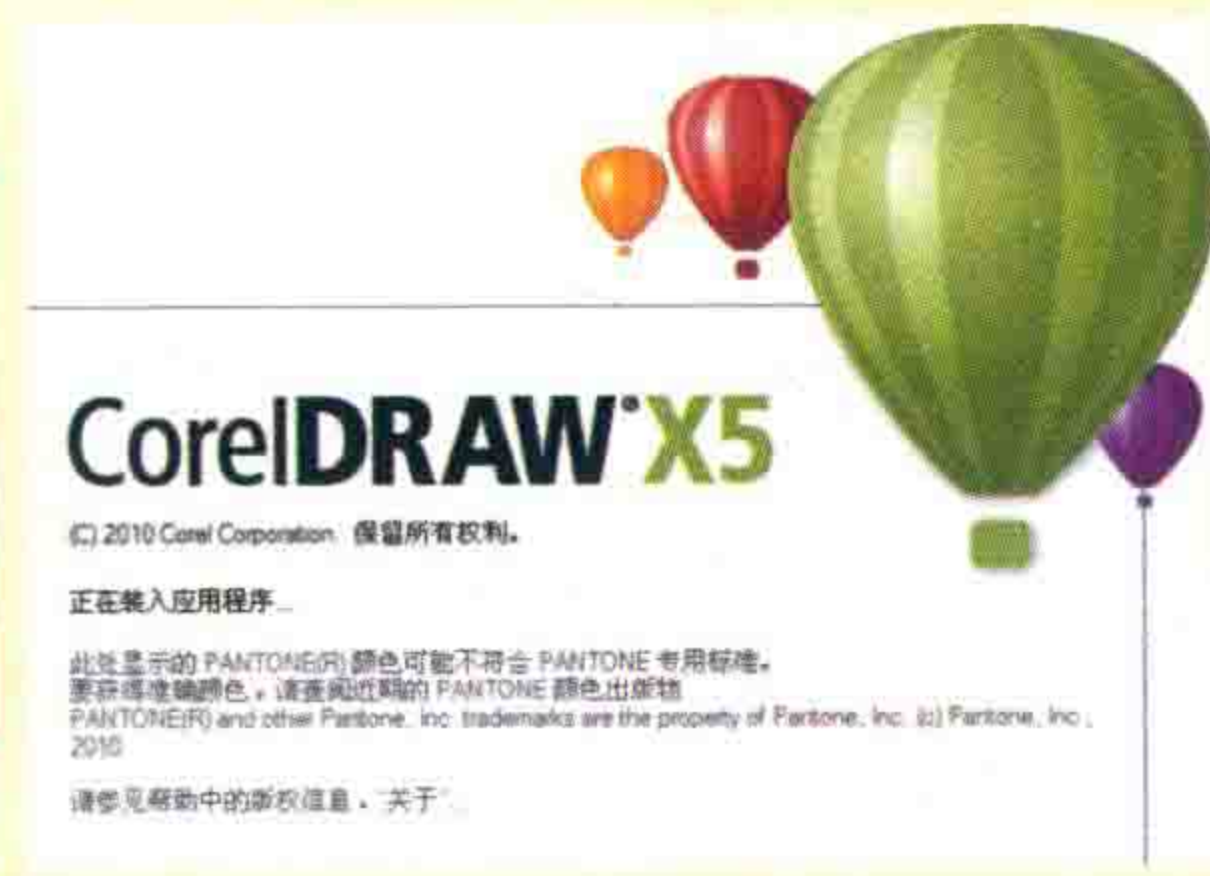 CorelDRAW® X5
(C) 2010 Corel Corporation. 保留所有权利。
正在装入应用程序...
此处显示的 PANTONE(R) 颜色可能不符合 PANTONE 专用标准。
要获得准确颜色，请查阅近期的 PANTONE 颜色出版物
PANTONE(R) and other Pantone, Inc. trademarks are the property of Pantone, Inc. (c) Pantone, Inc.,
2010
请参见帮助中的版权信息，“关于”...